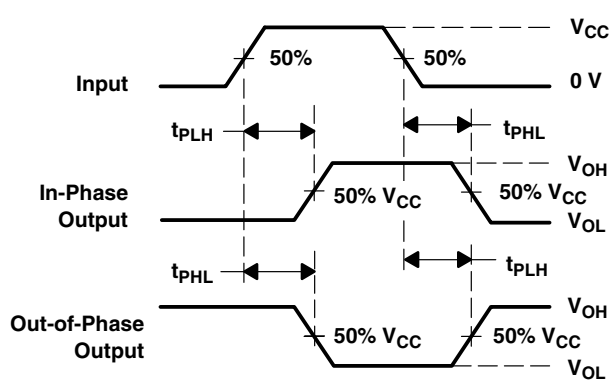 V_CC
50% 50%
Input 0 V
t_PLH t_PHL
V_OH
In-Phase
Output
50% V_CC 50% V_CC
V_OL
t_PHL t_PLH
V_OH
Out-of-Phase
Output
50% V_CC 50% V_CC
V_OL